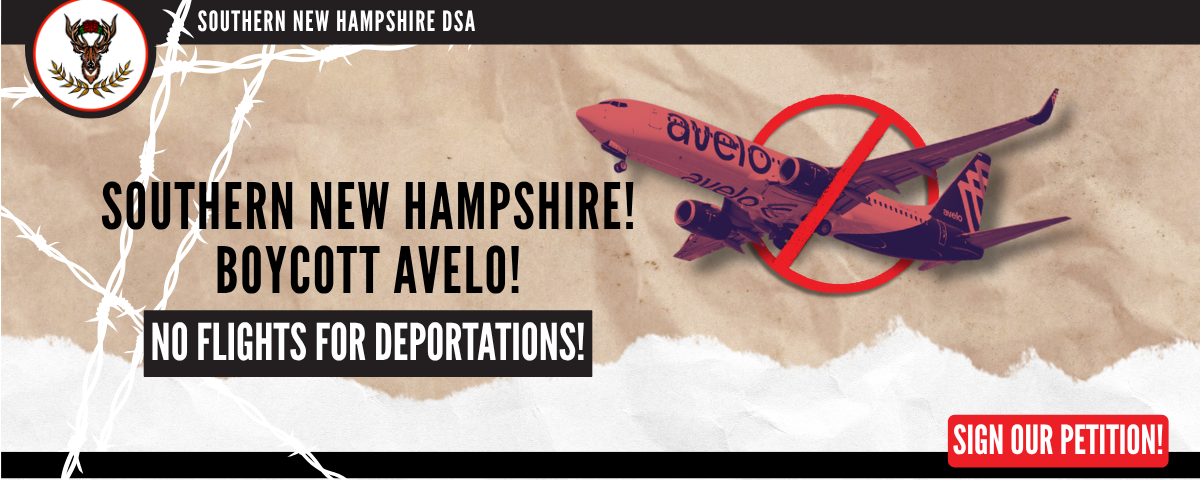 SOUTHERN NEW HAMPSHIRE DSA
avelo
avelo
avelo
SOUTHERN NEW HAMPSHIRE!
BOYCOTT AVELO!
NO FLIGHTS FOR DEPORTATIONS!
SIGN OUR PETITION!